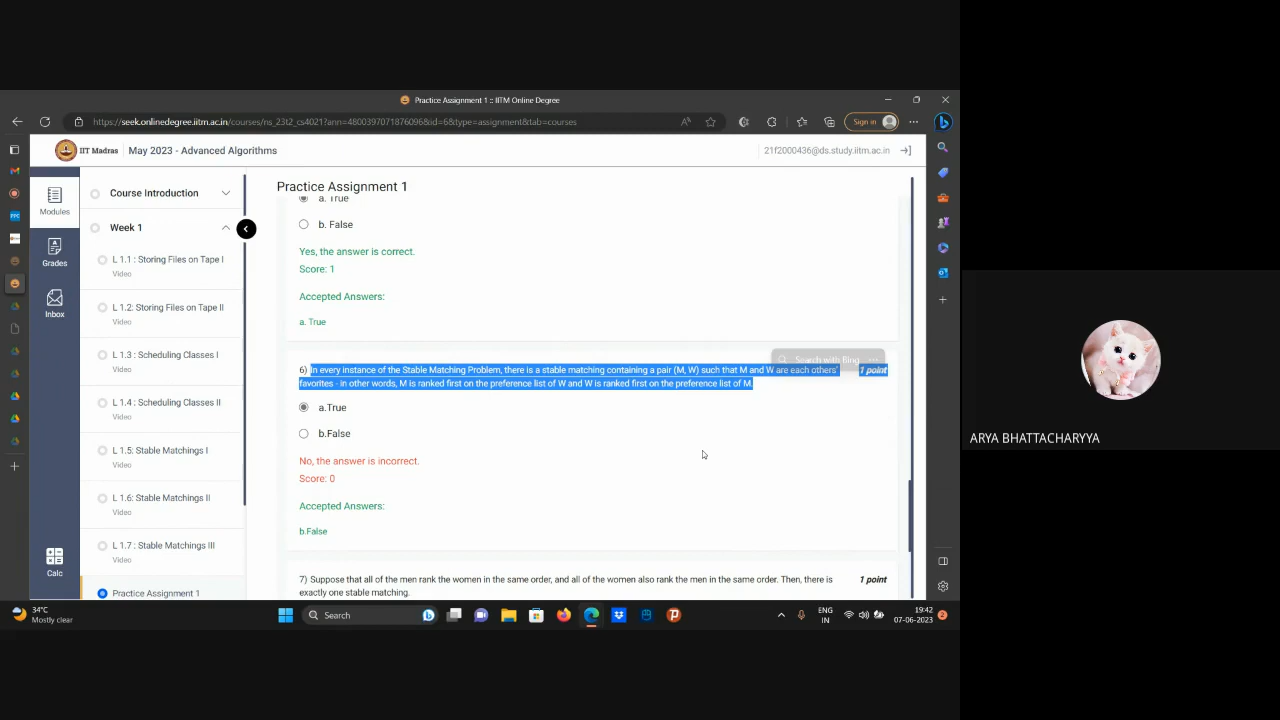 Practice Assignment 1 :: IITM Online Degree
https://seek.onlinedegree.iitm.ac.in/courses/ns_23t2_cs4021?ann=480039707187609​6&id=6&type=assignment&tab=courses
Sign in
IIT Madras
May 2023 - Advanced Algorithms
21f2000436@ds.study.iitm.ac.in
Modules
Grades
Inbox
Calc
Course Introduction
Week 1
L 1.1 : Storing Files on Tape I
Video
L 1.2: Storing Files on Tape II
Video
L 1.3 : Scheduling Classes I
Video
L 1.4 : Scheduling Classes II
Video
L 1.5: Stable Matchings I
Video
L 1.6: Stable Matchings II
Video
L 1.7 : Stable Matchings III
Video
Practice Assignment 1
Practice Assignment 1
a. True
b. False
Yes, the answer is correct.
Score: 1
Accepted Answers:
a. True
Search with Bing
6) In every instance of the Stable Matching Problem, there is a stable matching containing a pair (M, W) such that M and W are each others'
1 point
favorites - in other words, M is ranked first on the preference list of W and W is ranked first on the preference list of M.
a.True
b.False
No, the answer is incorrect.
Score: 0
Accepted Answers:
b.False
7) Suppose that all of the men rank the women in the same order, and all of the women also rank the men in the same order. Then, there is
1 point
exactly one stable matching.
34°C
Mostly clear
Search
ENG
IN
19:42
07-06-2023
2
ARYA BHATTACHARYYA